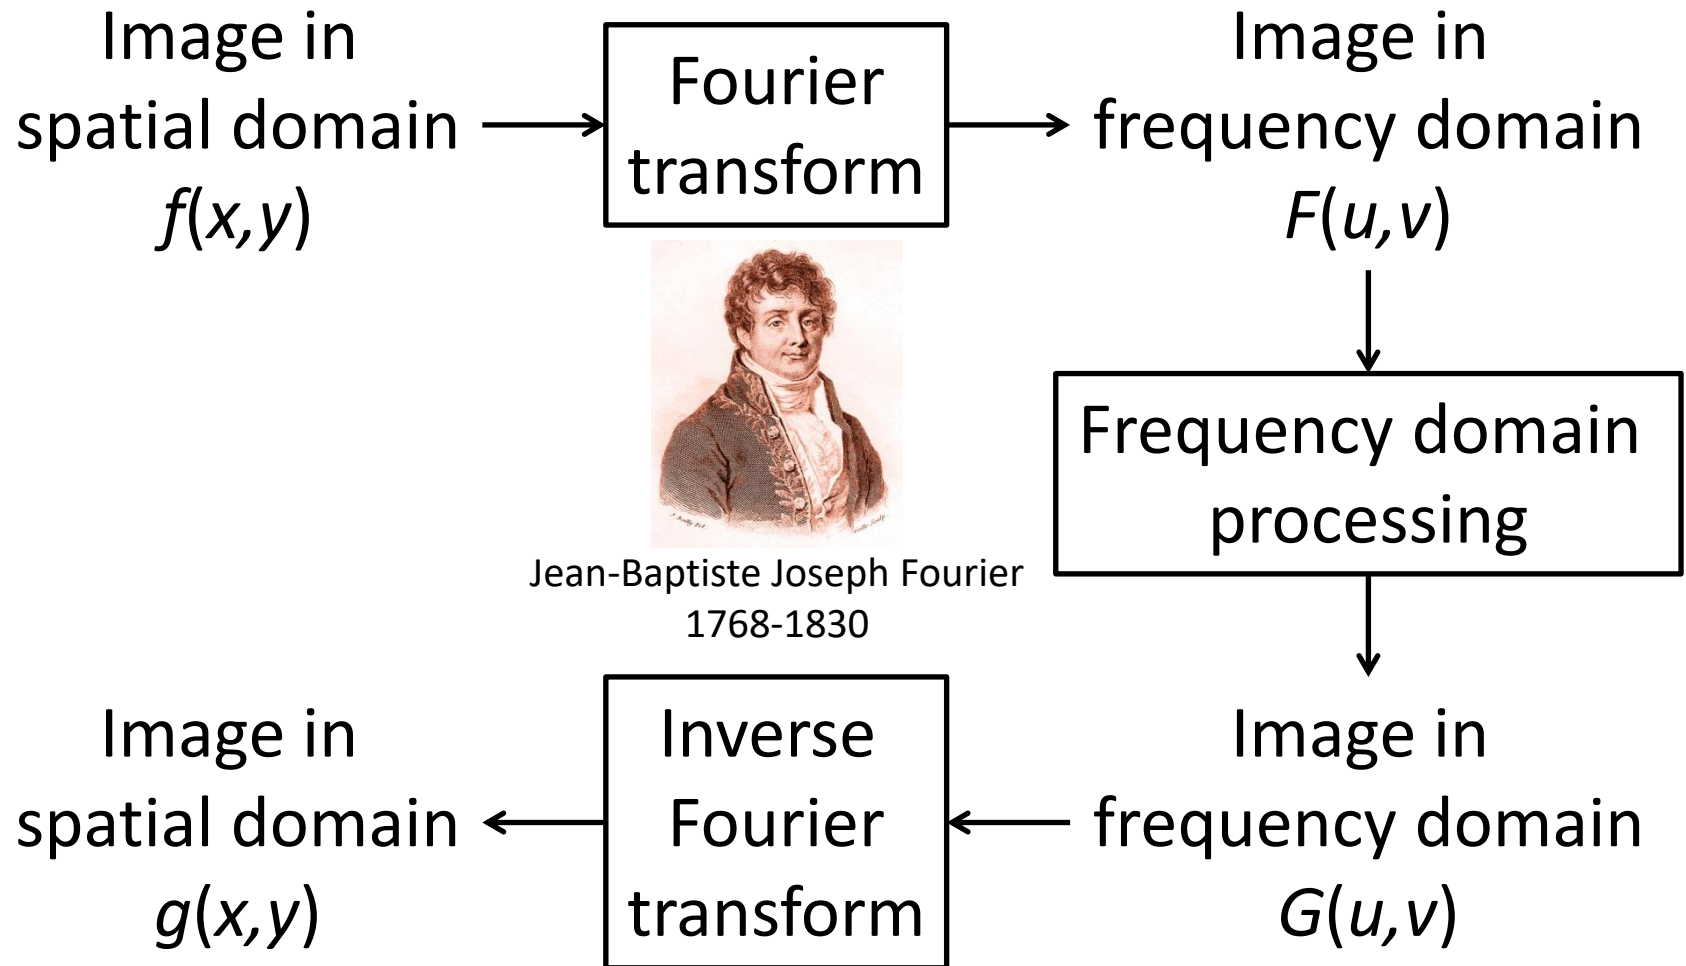 Image in
spatial domain
f(x,y)
Fourier
transform
Image in
frequency domain
F(u,v)
Jean-Baptiste Joseph Fourier
1768-1830
Frequency domain
processing
Image in
frequency domain
G(u,v)
Inverse
Fourier
transform
Image in
spatial domain
g(x,y)